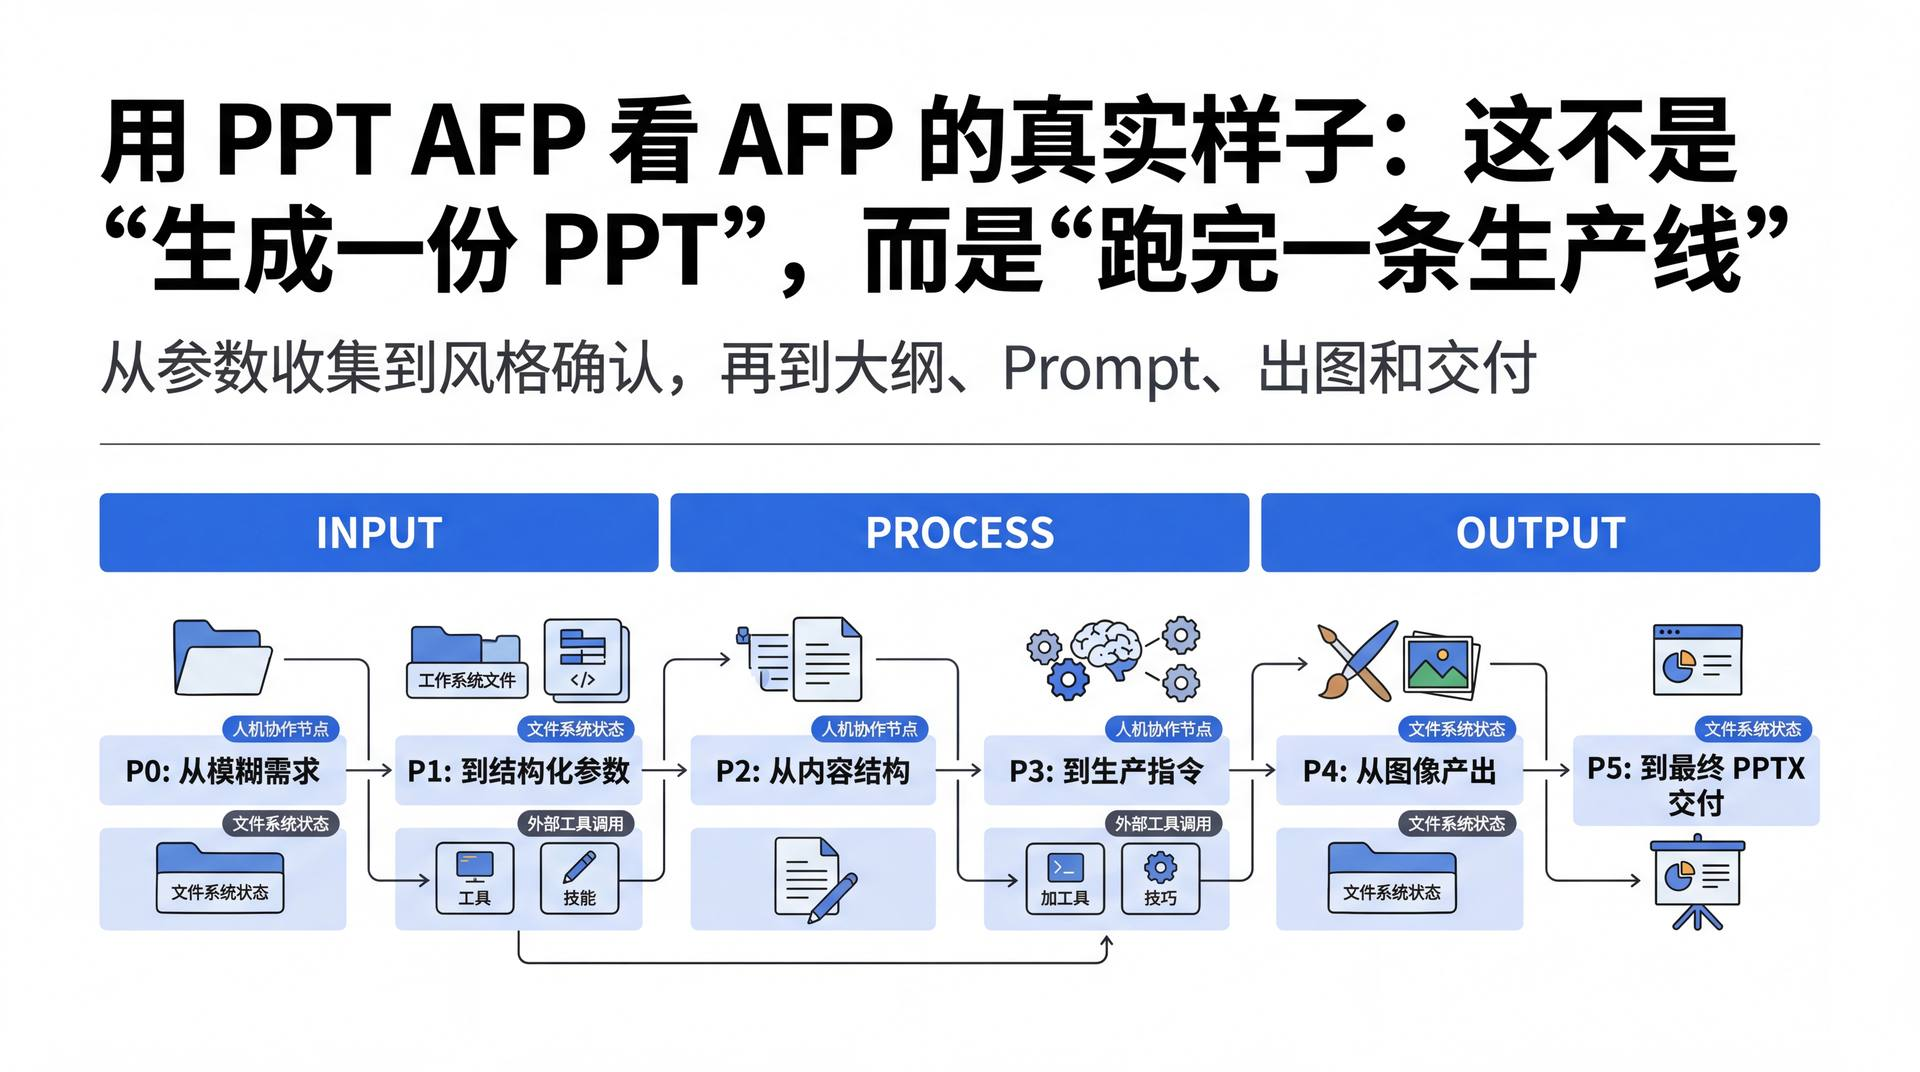 用 PPT AFP 看 AFP 的真实样子：这不是
“生成一份 PPT”，而是“跑完一条生产线”
从参数收集到风格确认，再到大纲、Prompt、出图和交付
INPUT
PROCESS
OUTPUT
工作系统文件
</>
人机协作节点
文件系统状态
人机协作节点
人机协作节点
文件系统状态
文件系统状态
P0: 从模糊需求
P1: 到结构化参数
P2: 从内容结构
P3: 到生产指令
P4: 从图像产出
P5: 到最终 PPTX
交付
文件系统状态
外部工具调用
外部工具调用
文件系统状态
文件系统状态
工具
技能
>_
加工具
技巧
文件系统状态